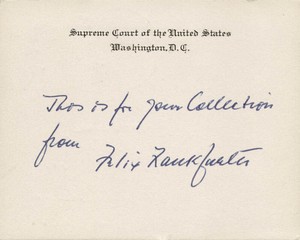 Supreme Court of the United States
Washington, D.C.
This is for your Collection
from Felix Frankfurter